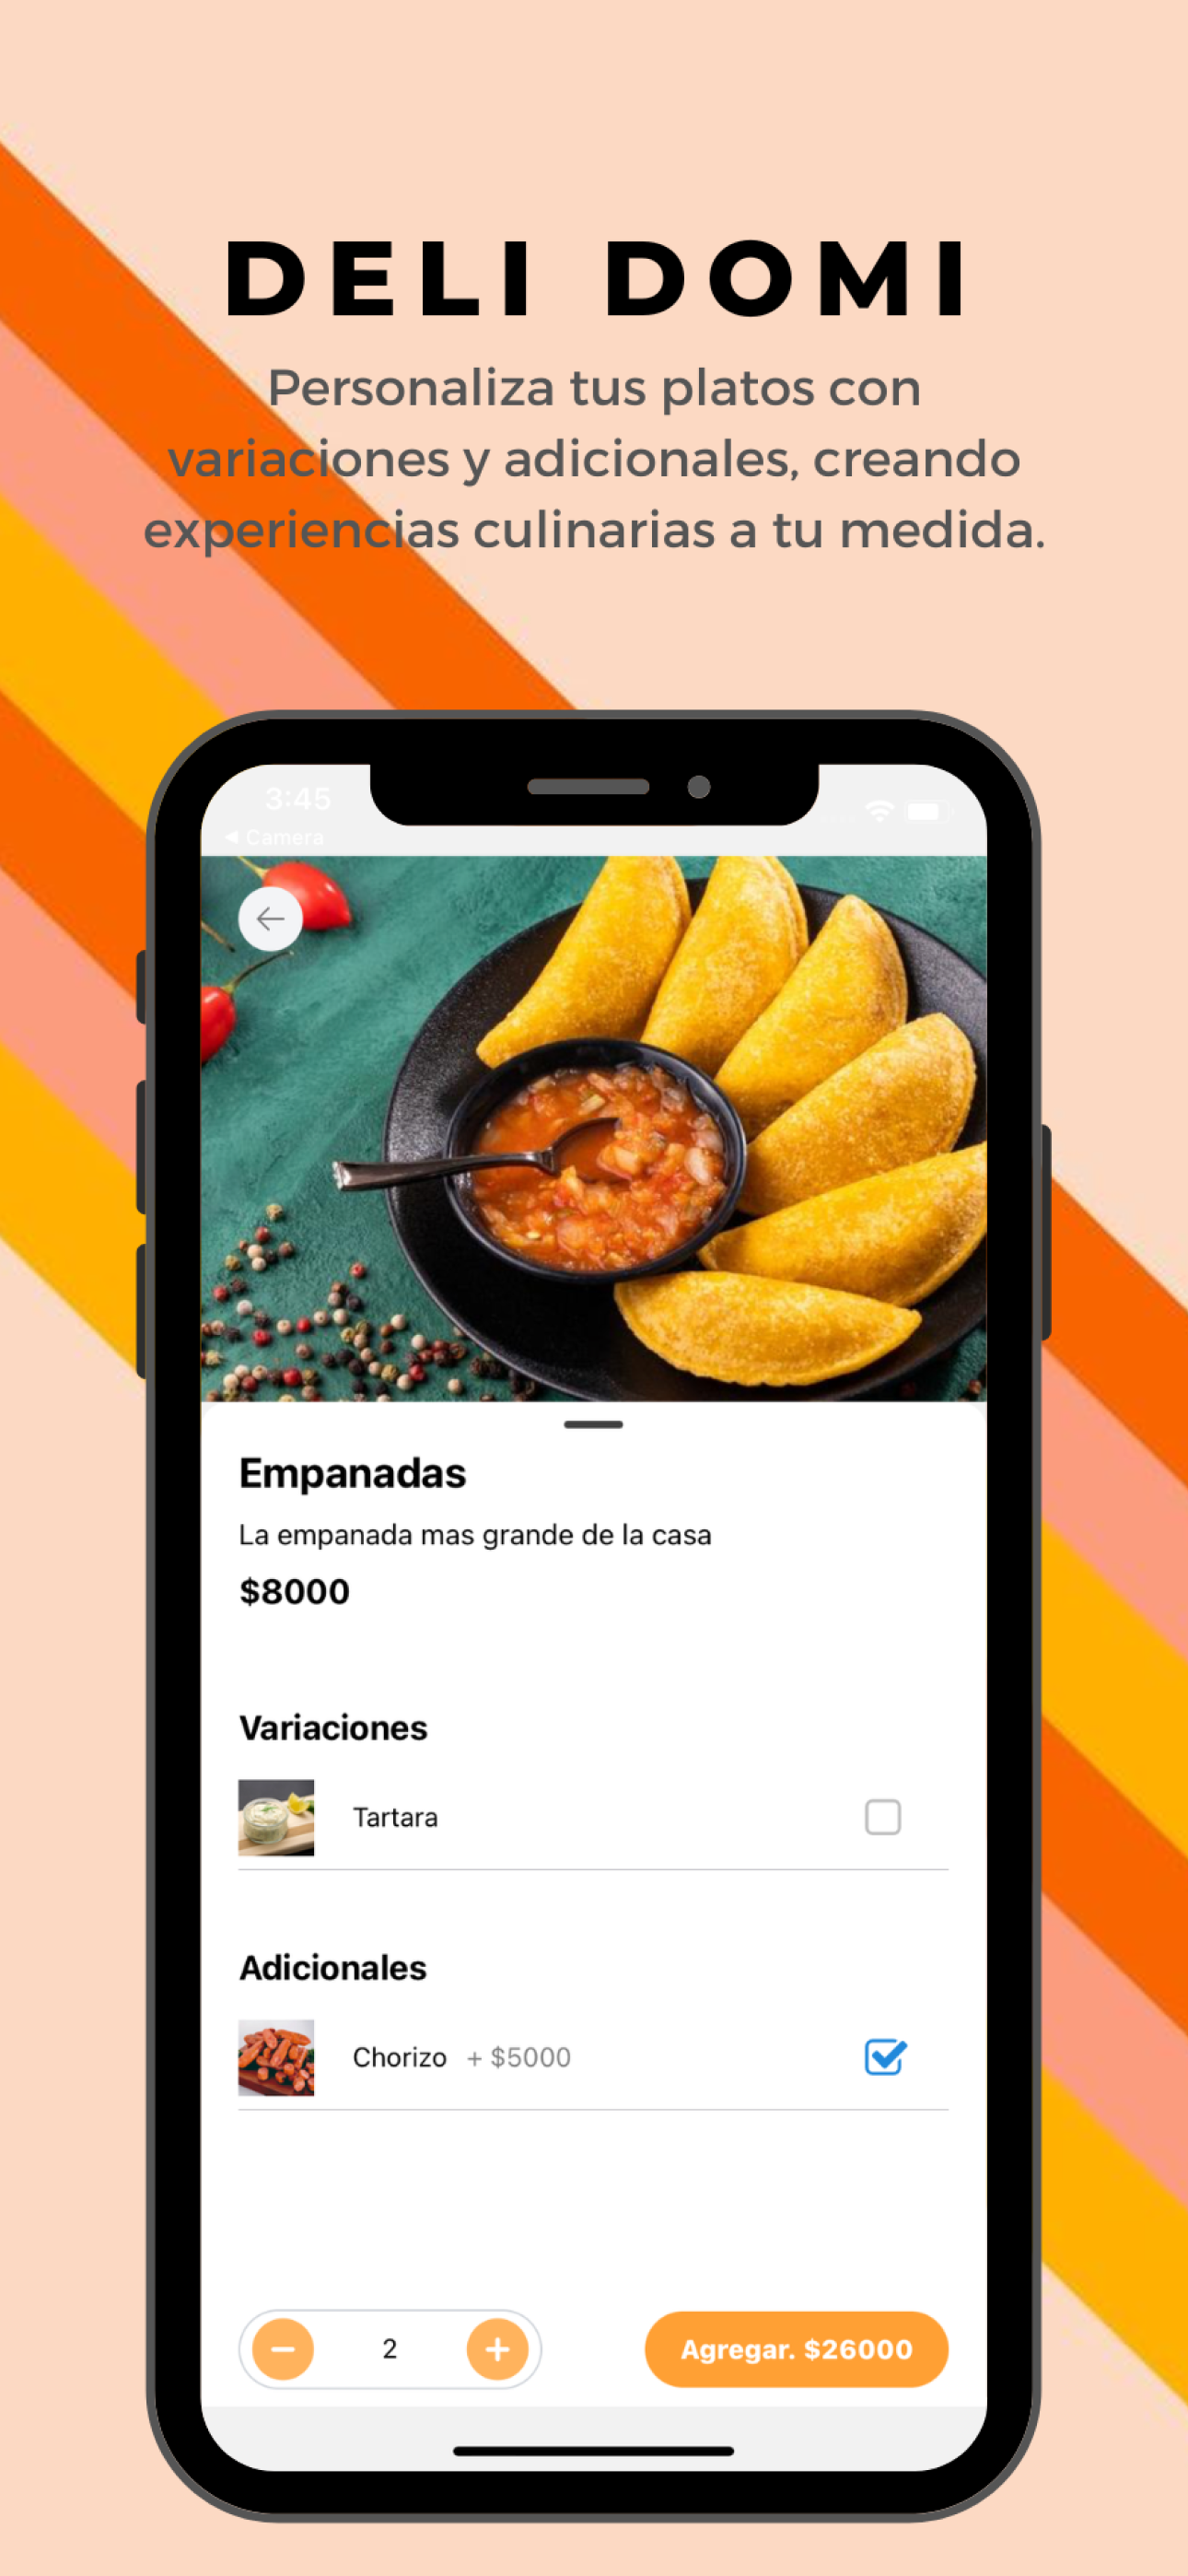 DELI DOMI
Personaliza tus platos con
variaciones y adicionales, creando
experiencias culinarias a tu medida.
3:45
◀ Camera
Empanadas
La empanada mas grande de la casa
$8000
Variaciones
Tartara
Adicionales
Chorizo + $5000
2
Agregar. $26000